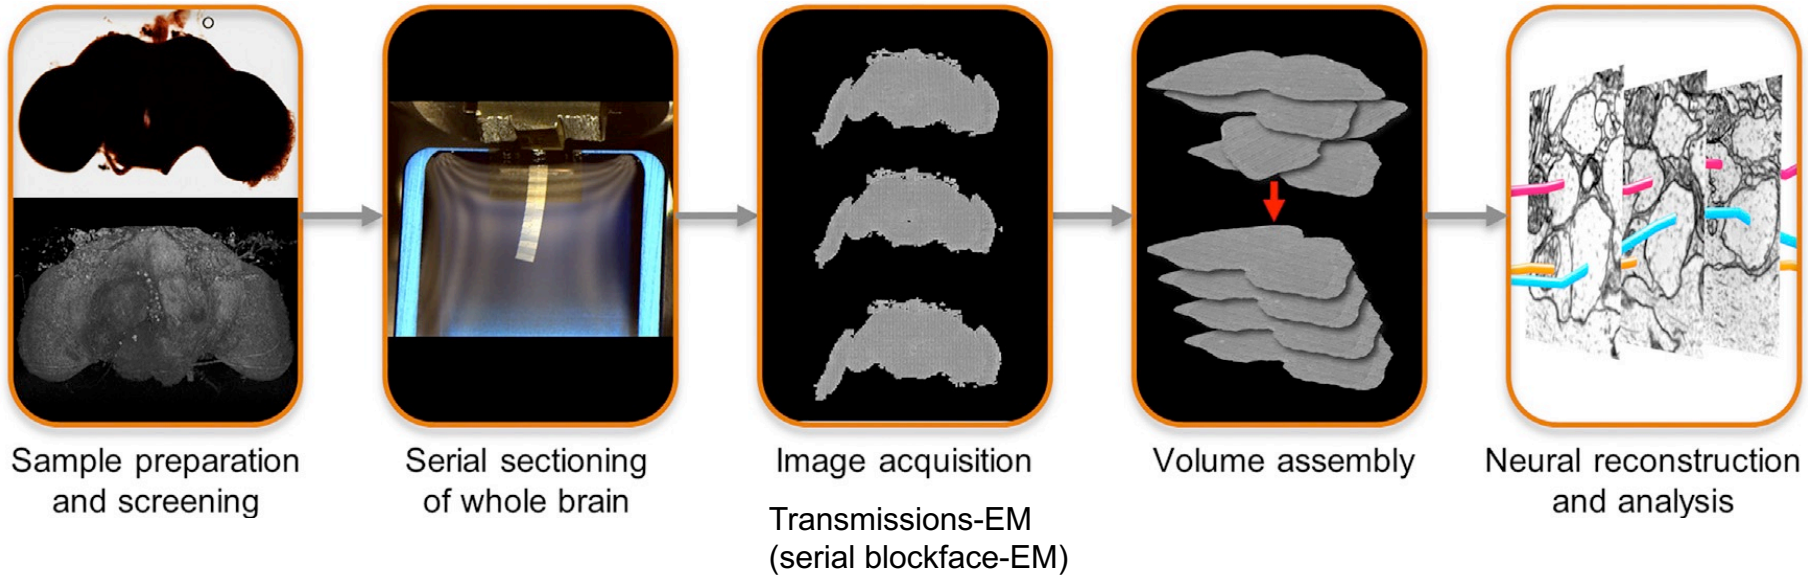 Sample preparation
and screening
Serial sectioning
of whole brain
Image acquisition
Transmissions-EM
(serial blockface-EM)
Volume assembly
Neural reconstruction
and analysis